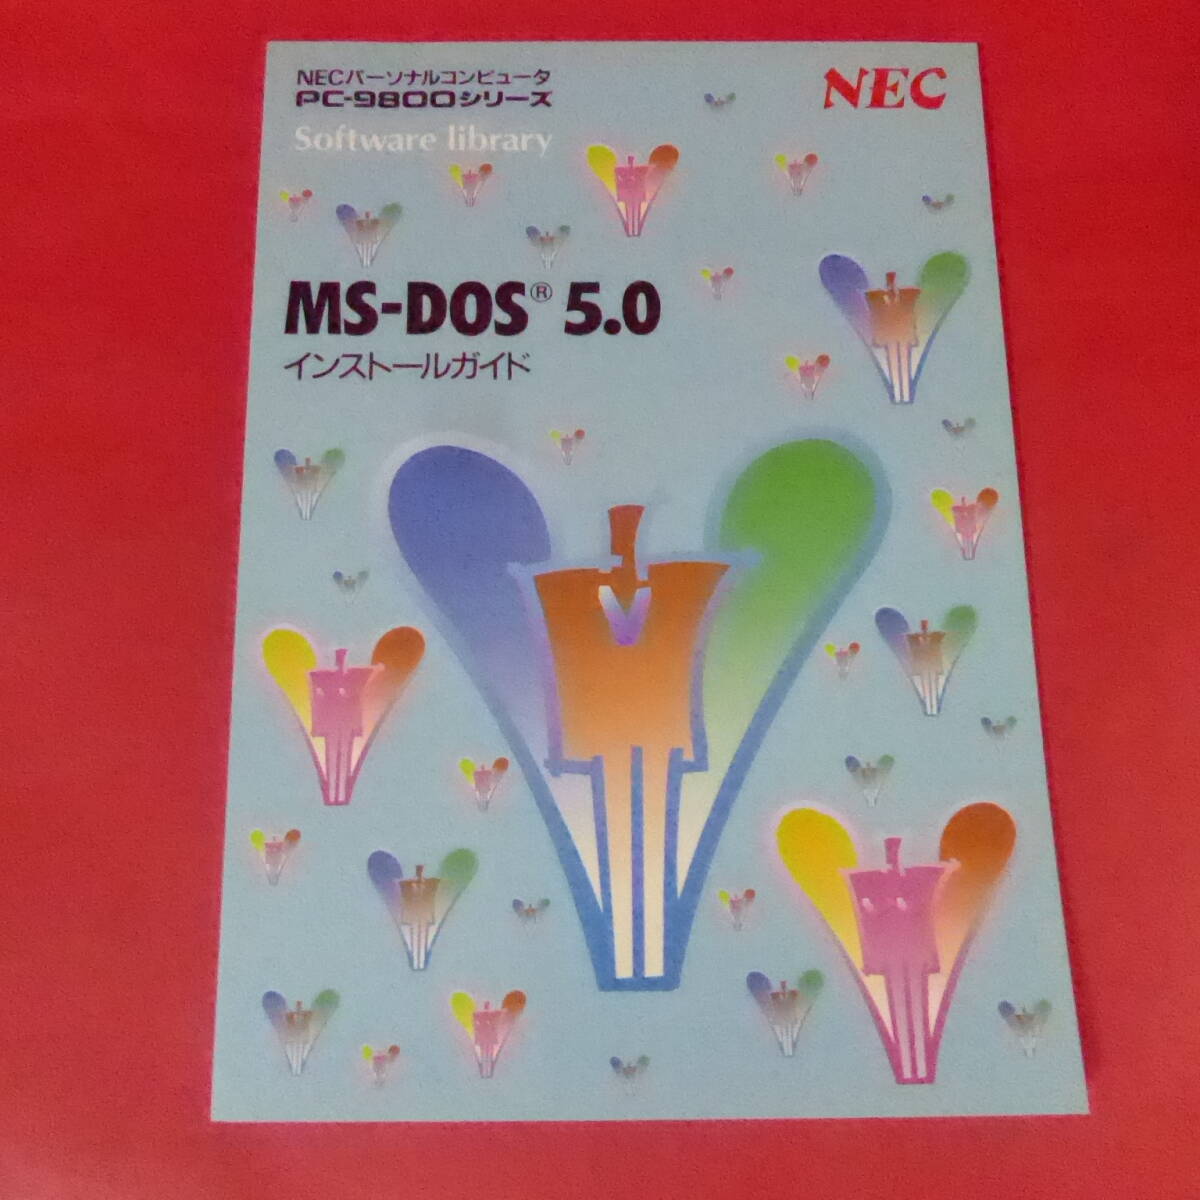 NECパーソナルコンピュータ
PC-9800シリーズ
Software library
NEC
MS-DOS® 5.0
インストールガイド